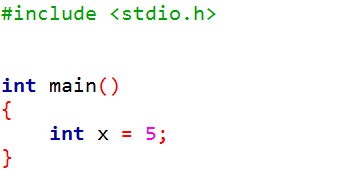 #include <stdio.h>
int main()
{
    int x = 5;
}